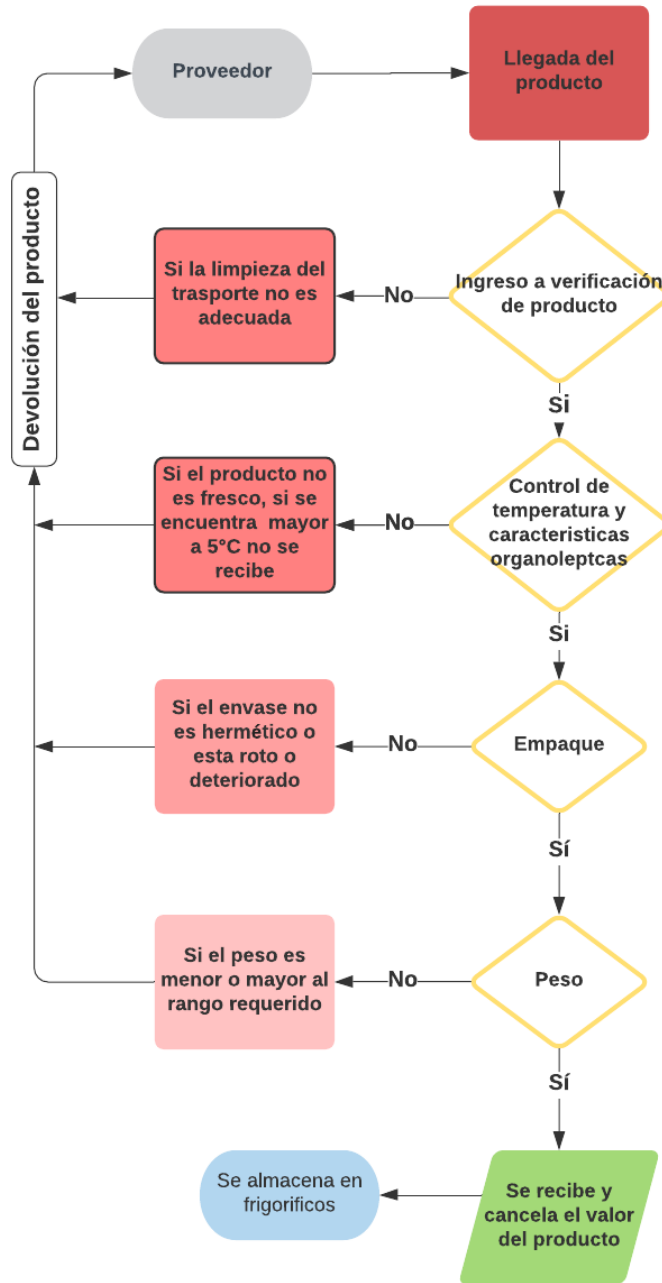 Proveedor
Llegada del
producto
Devolución del producto
Si la limpieza del
trasporte no es
adecuada
No
Ingreso a verificación
de producto
Si
Si el producto no
es fresco, si se
encuentra mayor
a 5°C no se
recibe
No
Control de
temperatura y
caracteristicas
organoleptcas
Si
Si el envase no
es hermético o
esta roto o
deteriorado
No
Empaque
Sí
Si el peso es
menor o mayor al
rango requerido
No
Peso
Sí
Se almacena en
frigorificos
Se recibe y
cancela el valor
del producto